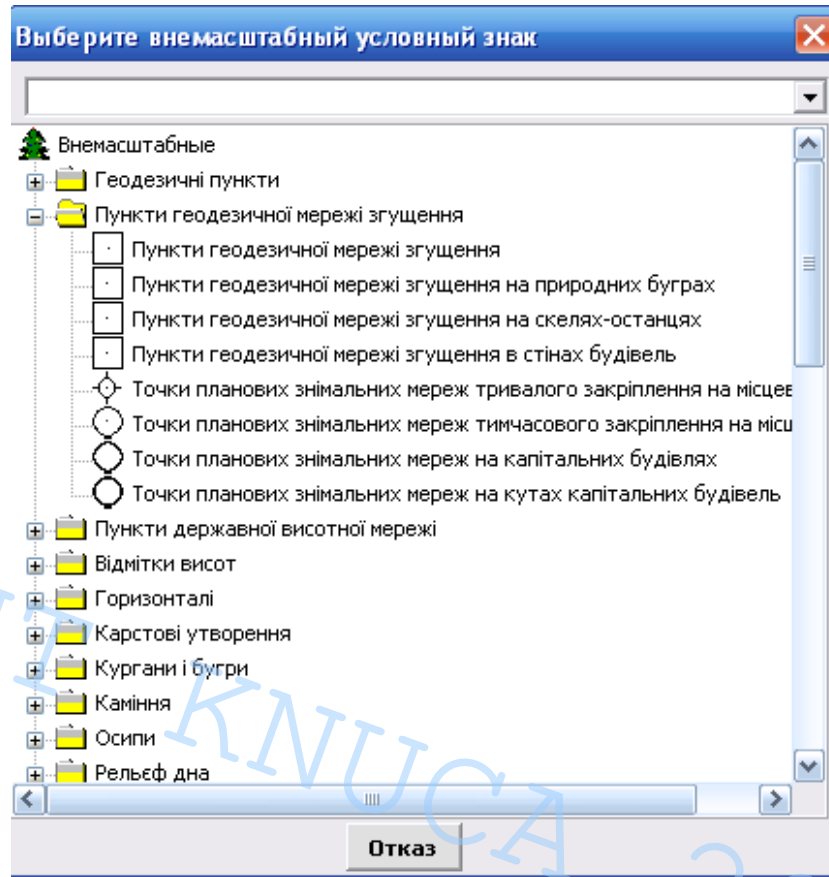 Выберите внемасштабный условный знак
Внемасштабные
Геодезичні пункти
Пункти геодезичної мережі згущення
Пункти геодезичної мережі згущення
Пункти геодезичної мережі згущення на природних буграх
Пункти геодезичної мережі згущення на скелях-останцях
Пункти геодезичної мережі згущення в стінах будівель
Точки планових знімальних мереж тривалого закріплення на місцев
Точки планових знімальних мереж тимчасового закріплення на місц
Точки планових знімальних мереж на капітальних будівлях
Точки планових знімальних мереж на кутах капітальних будівель
Пункти державної висотної мережі
Відмітки висот
Горизонталі
Карстові утворення
Кургани і бугри
Каміння
Осипи
Рельєф дна
Отказ
KNUCA